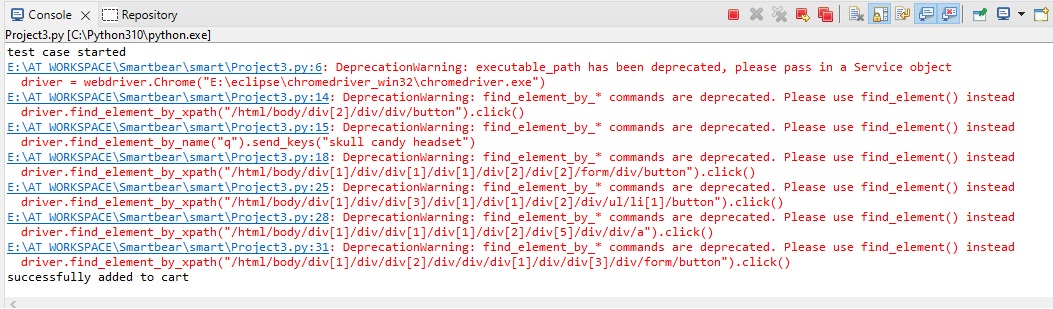 Console Repository
Project3.py [C:\Python310\python.exe]
test case started
E:\AT WORKSPACE\Smartbear\smart\Project3.py:6: DeprecationWarning: executable_path has been deprecated, please pass in a Service object
driver = webdriver.Chrome("E:\eclipse\chromedriver_win32\chromedriver.exe")
E:\AT WORKSPACE\Smartbear\smart\Project3.py:14: DeprecationWarning: find_element_by_* commands are deprecated. Please use find_element() instead
driver.find_element_by_xpath("/html/body/div[2]/div/div/button").click()
E:\AT WORKSPACE\Smartbear\smart\Project3.py:15: DeprecationWarning: find_element_by_* commands are deprecated. Please use find_element() instead
driver.find_element_by_name("q").send_keys("skull candy headset")
E:\AT WORKSPACE\Smartbear\smart\Project3.py:18: DeprecationWarning: find_element_by_* commands are deprecated. Please use find_element() instead
driver.find_element_by_xpath("/html/body/div[1]/div/div[1]/div[1]/div[2]/div[2]/form/div/button").click()
E:\AT WORKSPACE\Smartbear\smart\Project3.py:25: DeprecationWarning: find_element_by_* commands are deprecated. Please use find_element() instead
driver.find_element_by_xpath("/html/body/div[1]/div/div[3]/div[1]/div[1]/div[2]/div/ul/li[1]/button").click()
E:\AT WORKSPACE\Smartbear\smart\Project3.py:28: DeprecationWarning: find_element_by_* commands are deprecated. Please use find_element() instead
driver.find_element_by_xpath("/html/body/div[1]/div/div[1]/div[1]/div[2]/div[5]/div/div/a").click()
E:\AT WORKSPACE\Smartbear\smart\Project3.py:31: DeprecationWarning: find_element_by_* commands are deprecated. Please use find_element() instead
driver.find_element_by_xpath("/html/body/div[1]/div/div[2]/div/div/div[1]/div/div[3]/div/form/button").click()
successfully added to cart